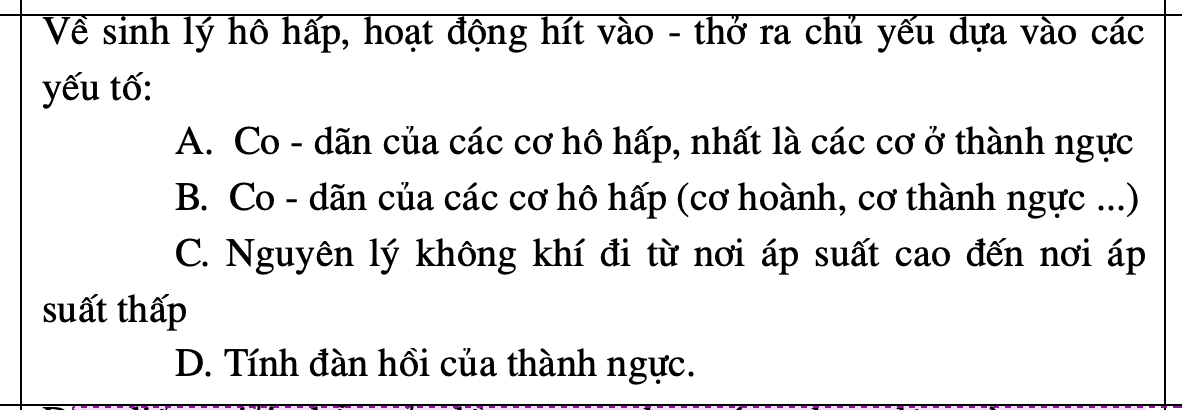 Về sinh lý hô hấp, hoạt động hít vào - thở ra chủ yếu dựa vào các
yếu tố:
A. Co - dãn của các cơ hô hấp, nhất là các cơ ở thành ngực
B. Co - dãn của các cơ hô hấp (cơ hoành, cơ thành ngực ...)
C. Nguyên lý không khí đi từ nơi áp suất cao đến nơi áp
suất thấp
D. Tính đàn hồi của thành ngực.